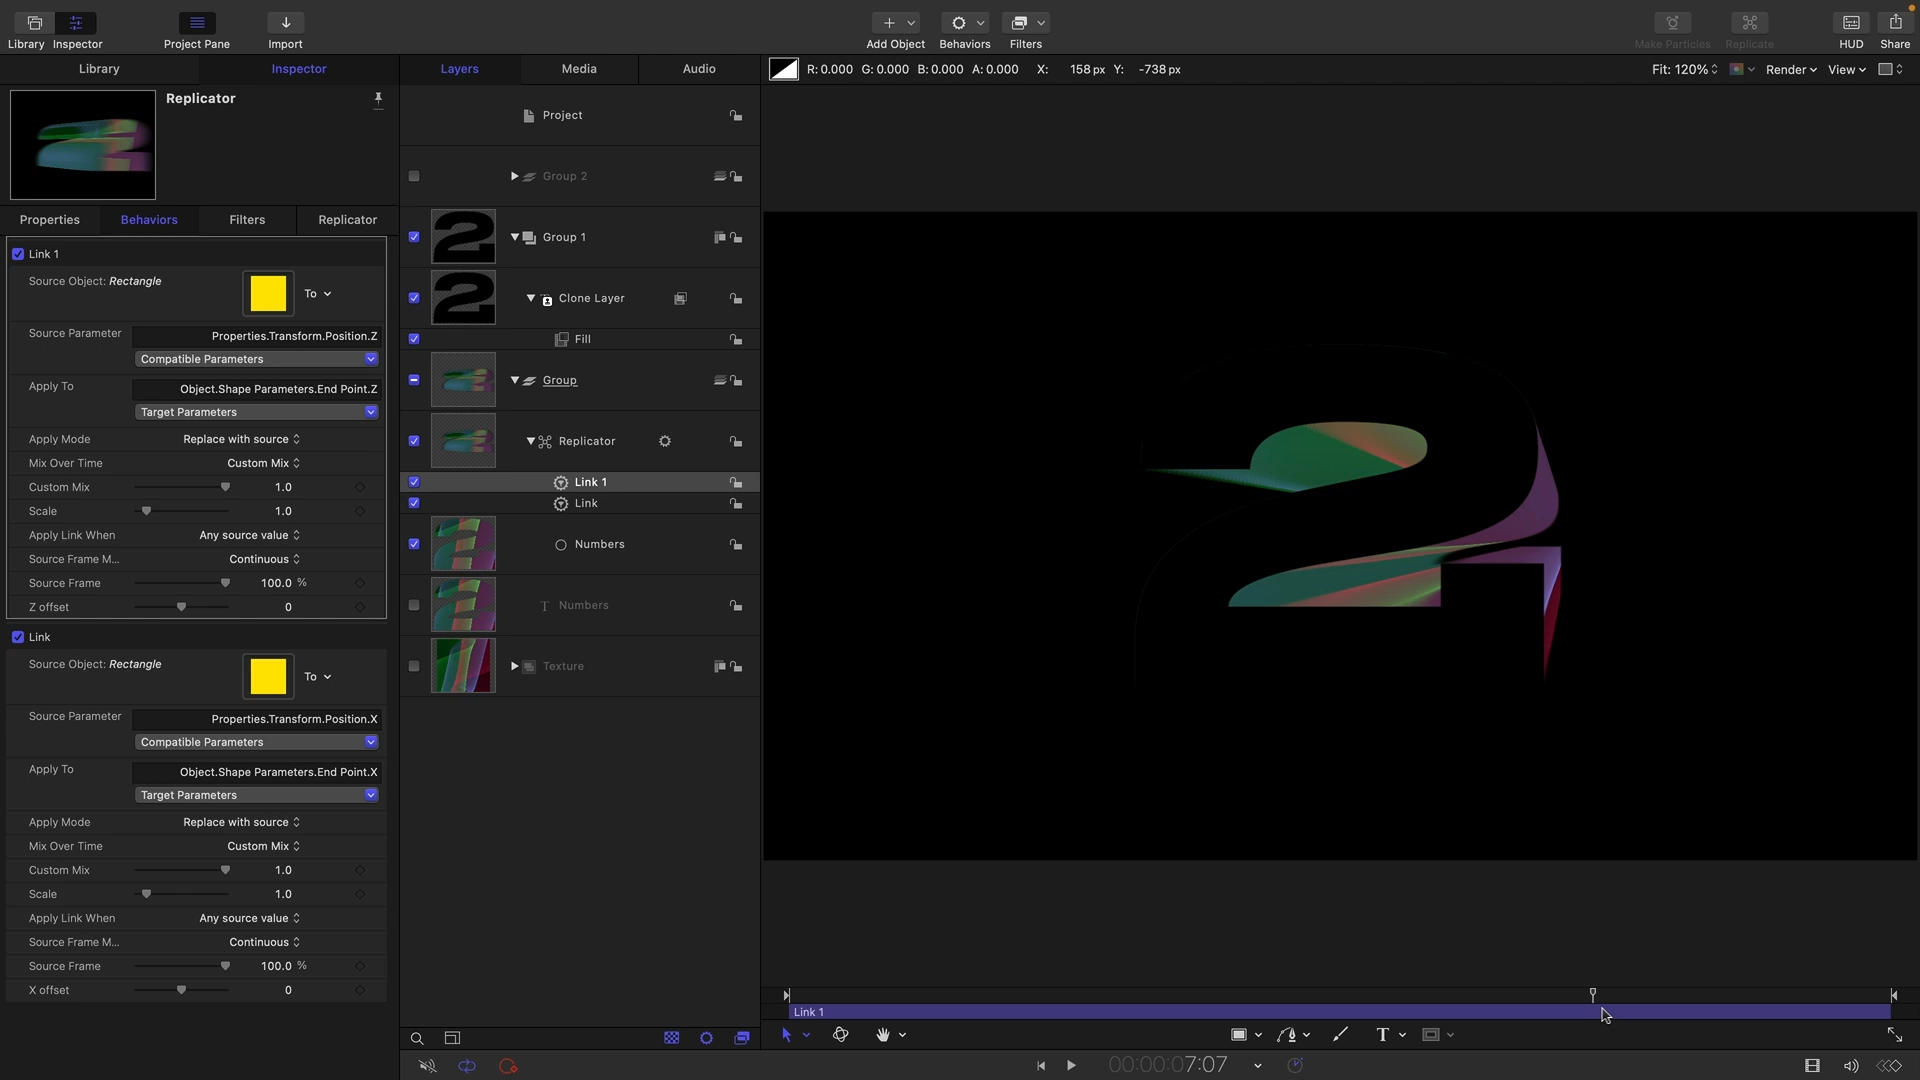 Library
Inspector
Project Pane
Import
Add Object
Behaviors
Filters
Make Particles
Replicate
HUD
Share
Library
Inspector
Layers
Media
Audio
R: 0.000 G: 0.000 B: 0.000 A: 0.000 X: 158 px Y: -738 px
Fit: 120%
Render
View
Replicator
Properties
Behaviors
Filters
Replicator
Link 1
Source Object: Rectangle
To
Source Parameter
Properties.Transform.Position.Z
Compatible Parameters
Apply To
Object.Shape Parameters.End Point.Z
Target Parameters
Apply Mode Replace with source
Mix Over Time Custom Mix
Custom Mix 1.0
Scale 1.0
Apply Link When Any source value
Source Frame M... Continuous
Source Frame 100.0 %
Z offset 0
Link
Source Object: Rectangle
To
Source Parameter
Properties.Transform.Position.X
Compatible Parameters
Apply To
Object.Shape Parameters.End Point.X
Target Parameters
Apply Mode Replace with source
Mix Over Time Custom Mix
Custom Mix 1.0
Scale 1.0
Apply Link When Any source value
Source Frame M... Continuous
Source Frame 100.0 %
X offset 0
Project
Group 2
2
Group 1
2
Clone Layer
Fill
Group
Replicator
Link 1
Link
Numbers
T Numbers
Texture
2
Link 1
T
00:00:07:07